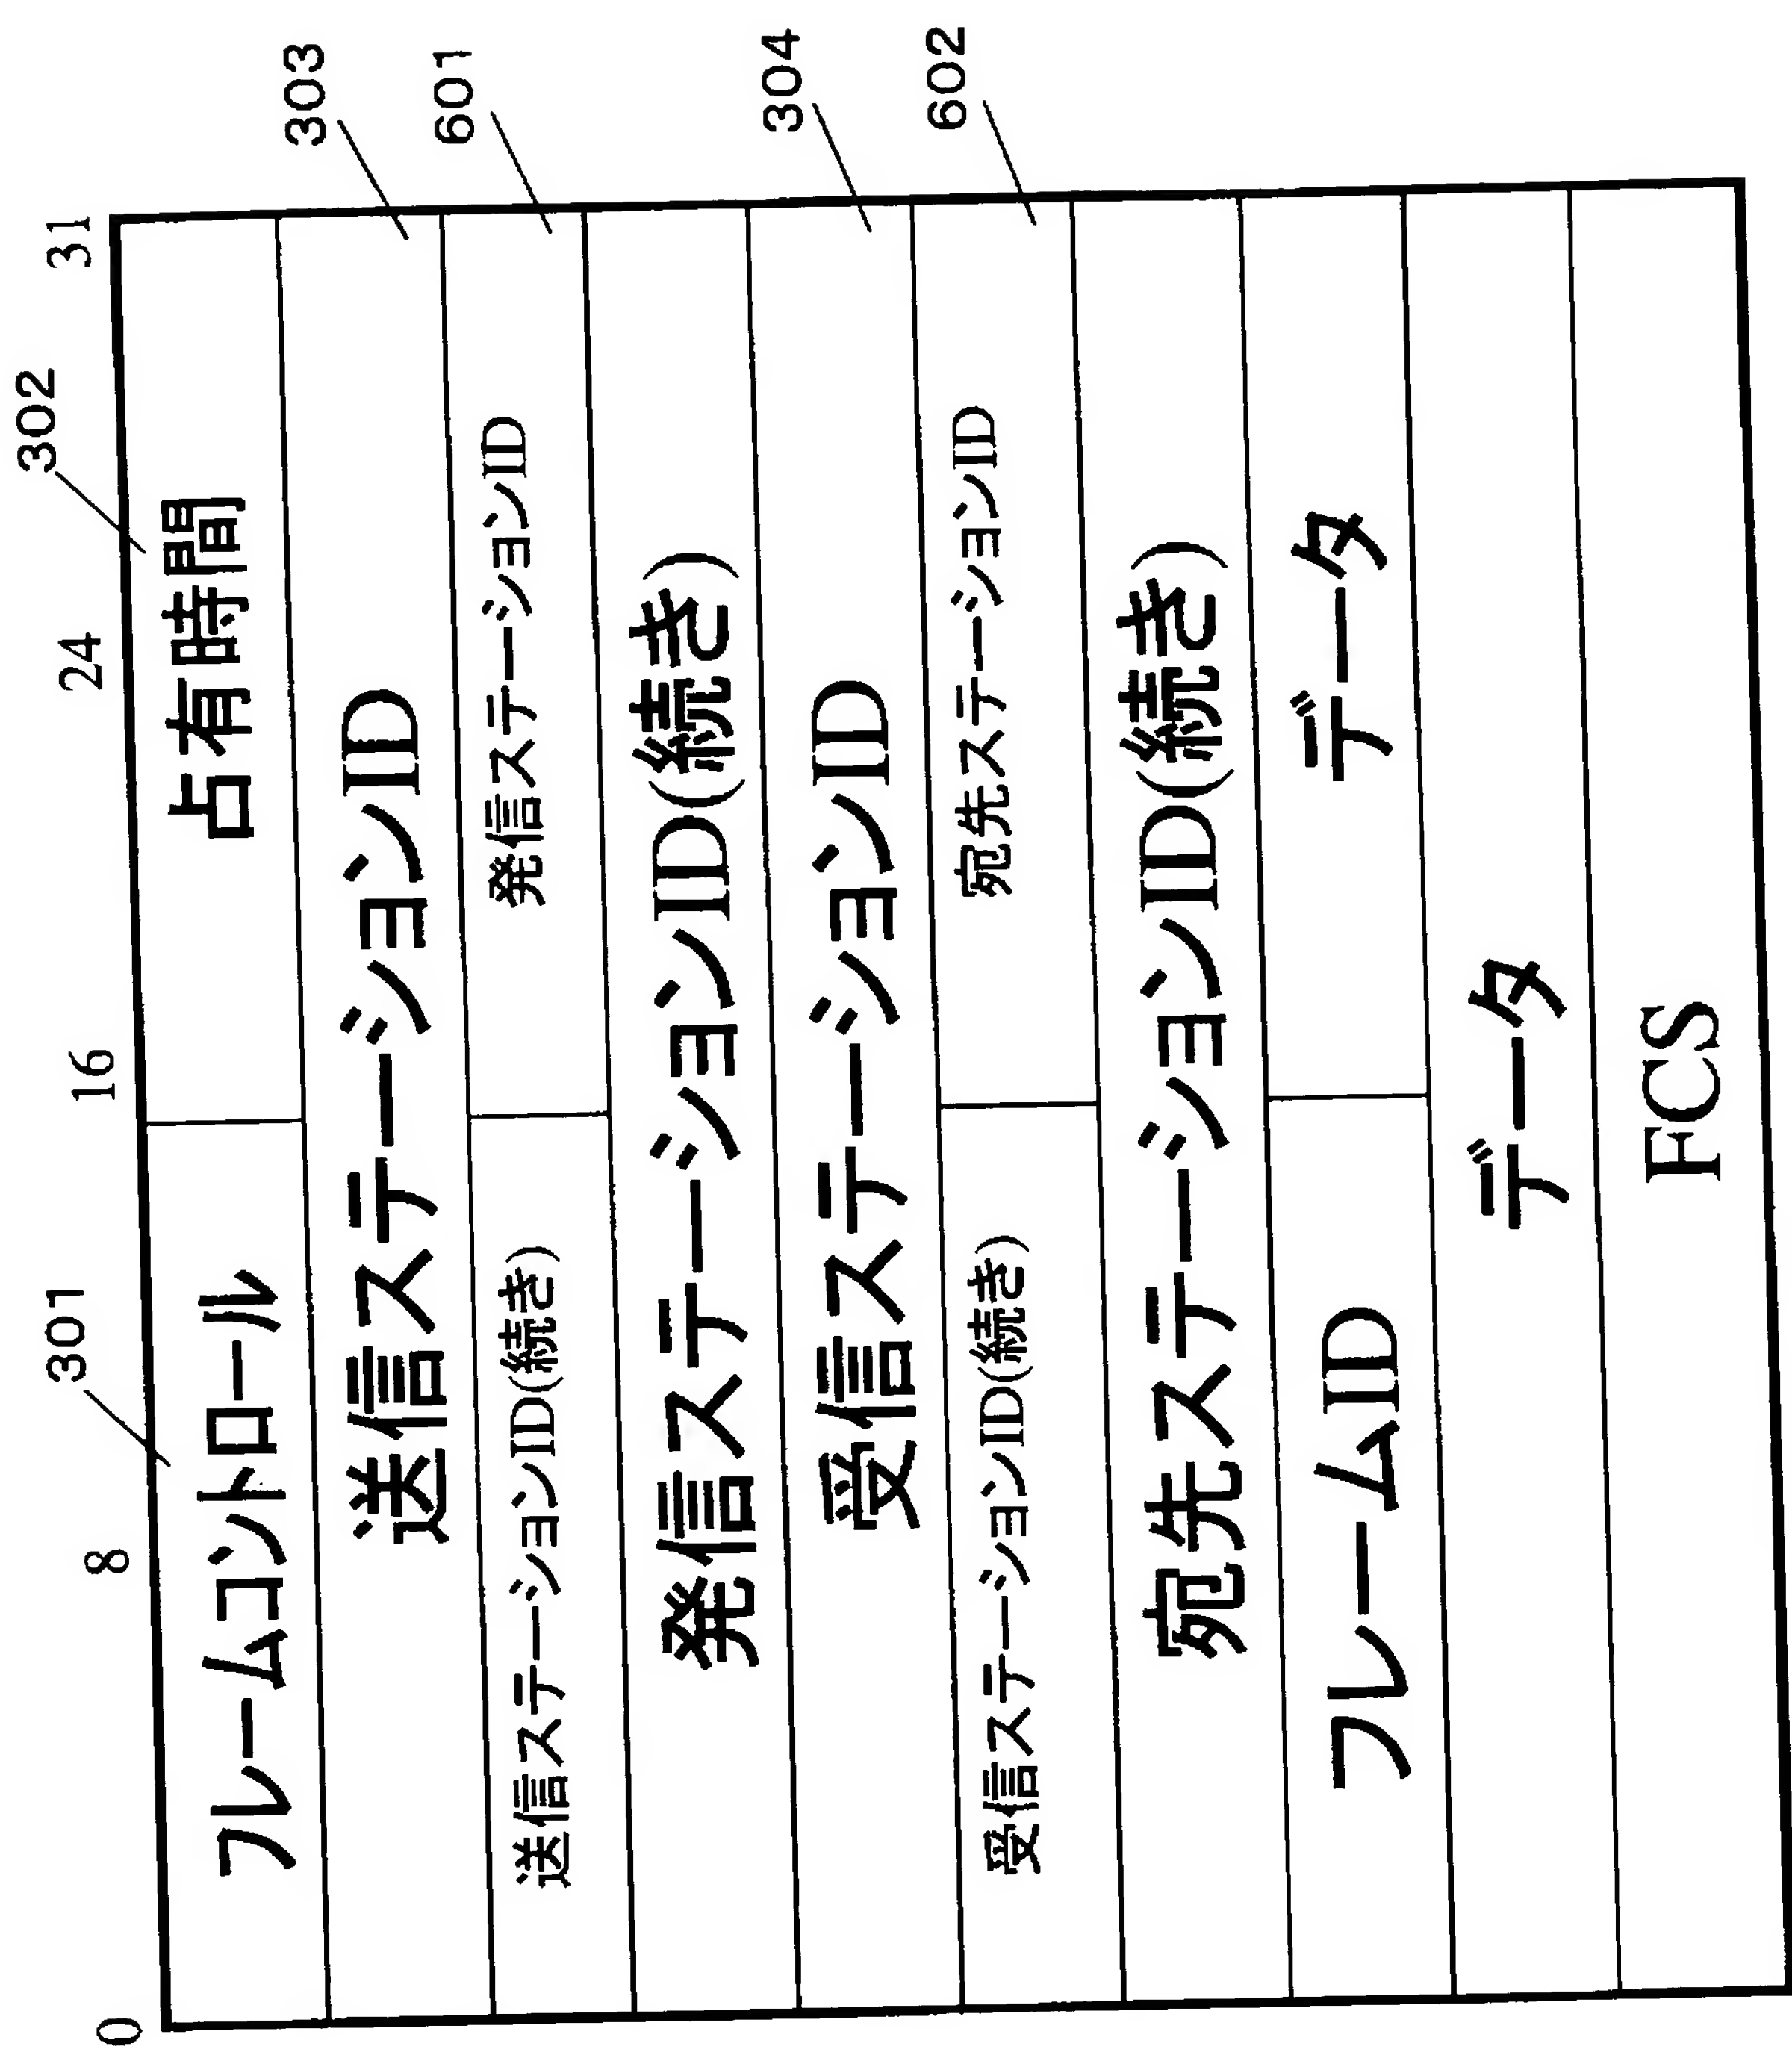 301
302
0 8 16 24 31
フレームコントロール 占有時間
送信ステーションID 303
送信ステーションID(続き) 発信ステーションID 601
発信ステーションID(続き)
受信ステーションID 304
受信ステーションID(続き) 宛先ステーションID 602
宛先ステーションID(続き)
フレームID データ
データ
FCS